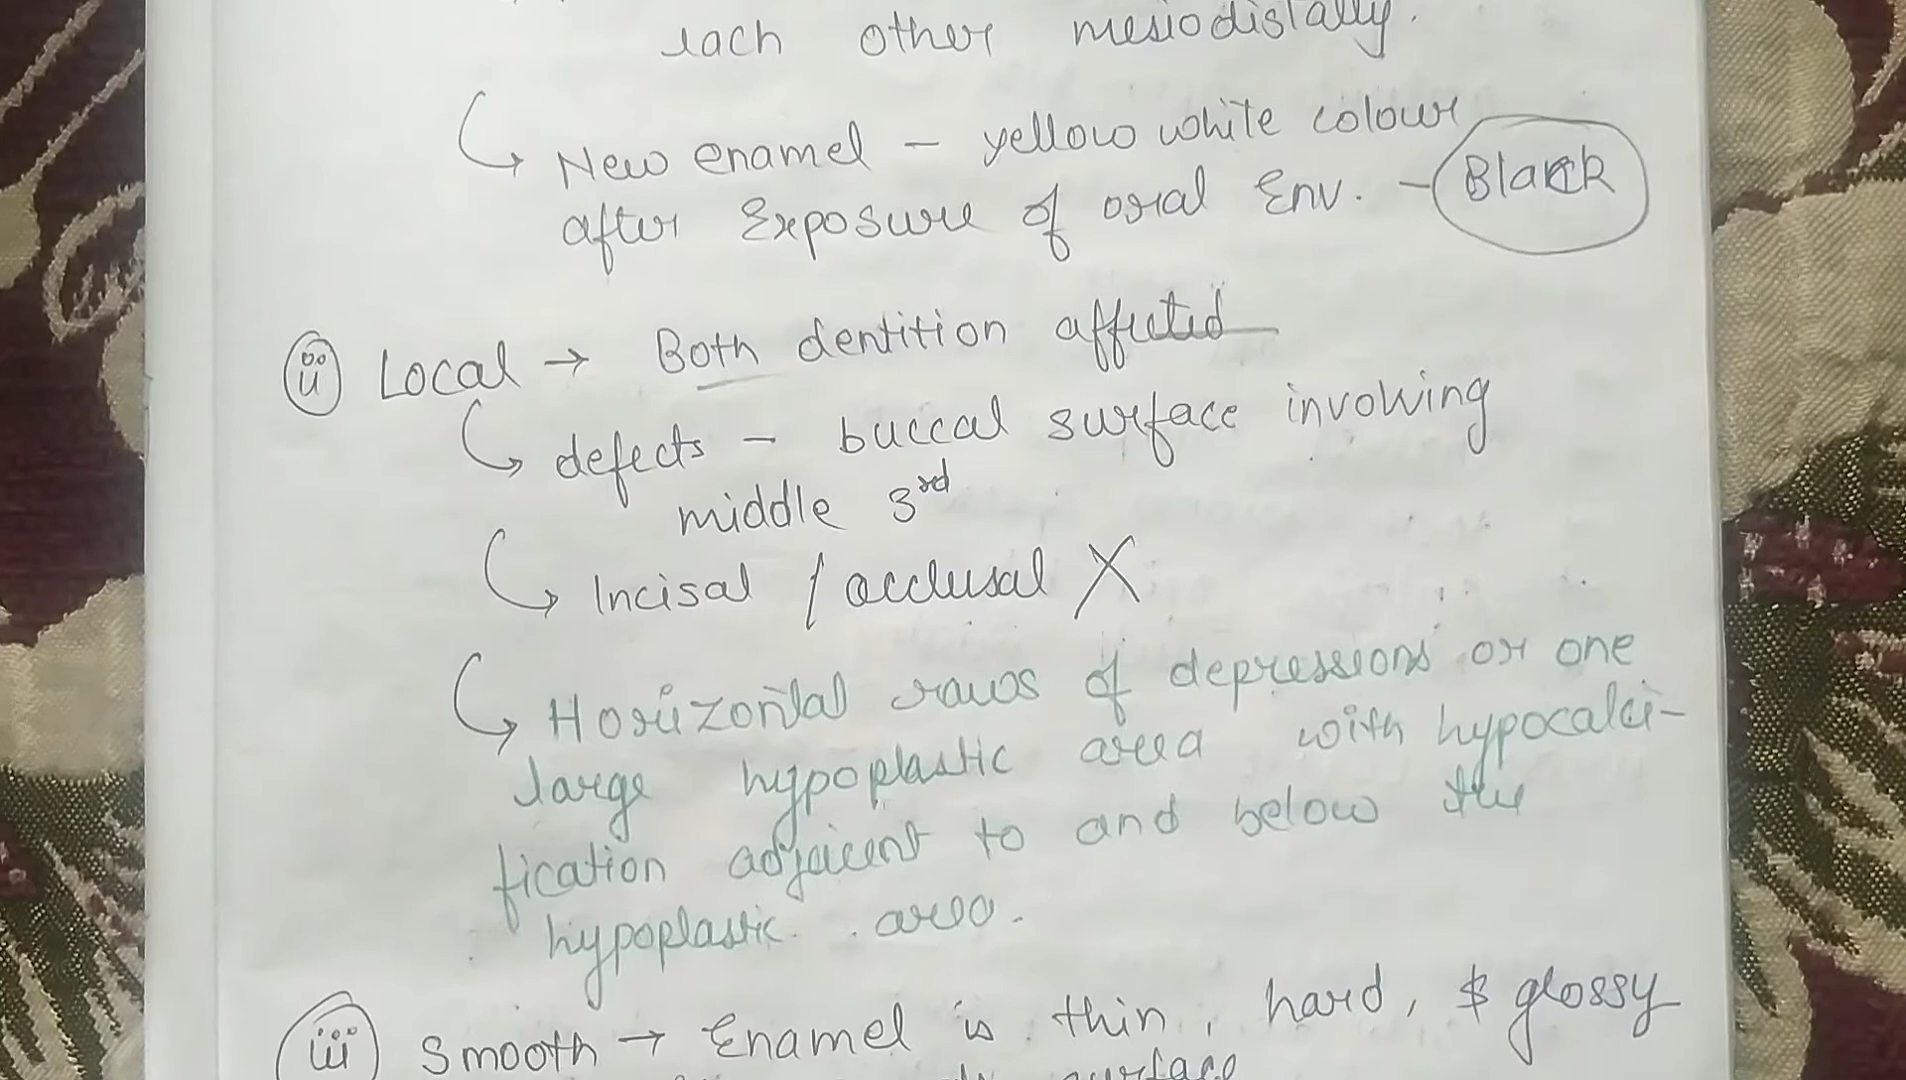 each other mesiodistally.
↳ New enamel – yellow white colour
after Exposure of oral Env. – Black
(ii) Local → Both dentition affected
↳ defects – buccal surface involving
middle 3rd
↳ Incisal / occlusal X
↳ Horizontal rows of depressions or one
large hypoplastic area with hypocalci-
fication adjacent to and below the
hypoplastic area.
(iii) Smooth → Enamel is thin, hard, & glossy
surface